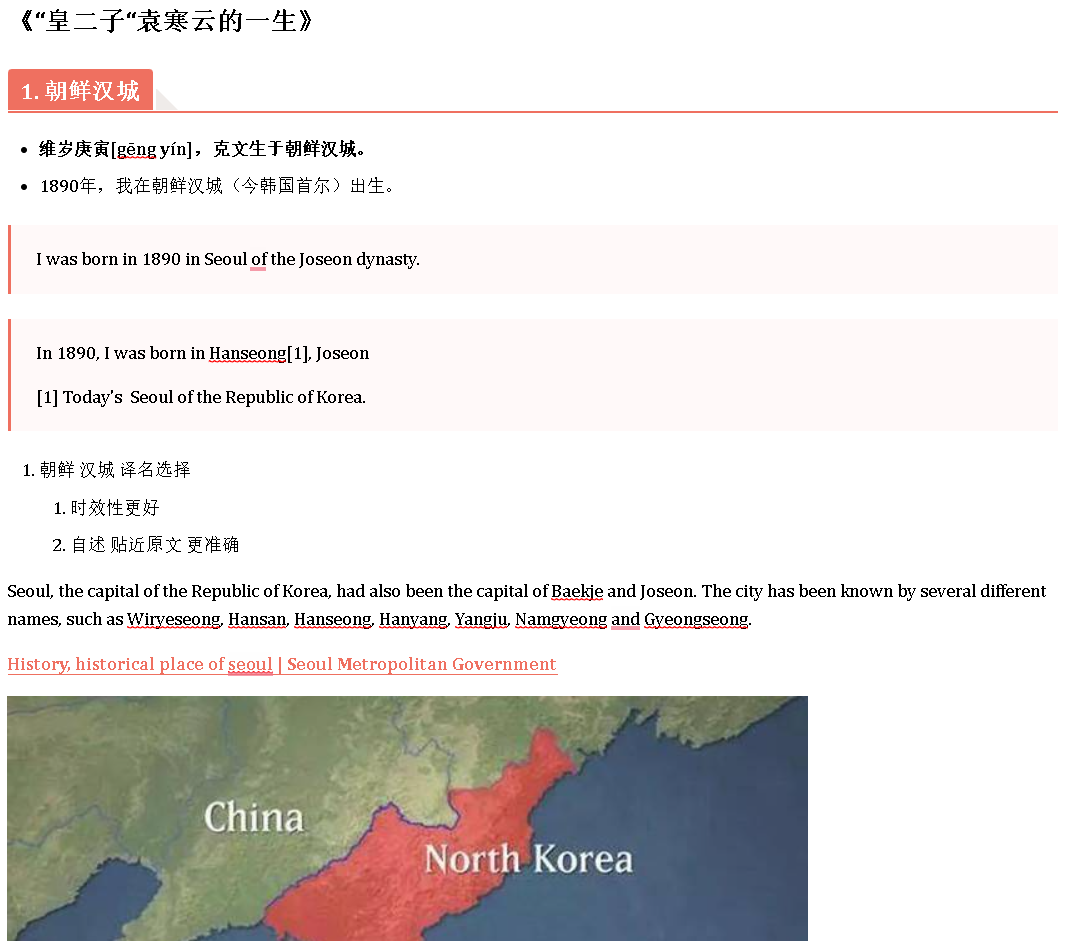 《“皇二子“袁寒云的一生》
1. 朝鲜汉城
维岁庚寅[gēng yín]，克文生于朝鲜汉城。
1890年，我在朝鲜汉城（今韩国首尔）出生。
I was born in 1890 in Seoul of the Joseon dynasty.
In 1890, I was born in Hanseong[1], Joseon
[1] Today's  Seoul of the Republic of Korea.
1. 朝鲜 汉城 译名选择
1. 时效性更好
2. 自述 贴近原文 更准确
Seoul, the capital of the Republic of Korea, had also been the capital of Baekje and Joseon. The city has been known by several different
names, such as Wiryeseong, Hansan, Hanseong, Hanyang, Yangju, Namgyeong and Gyeongseong.
History, historical place of seoul | Seoul Metropolitan Government
China
North Korea